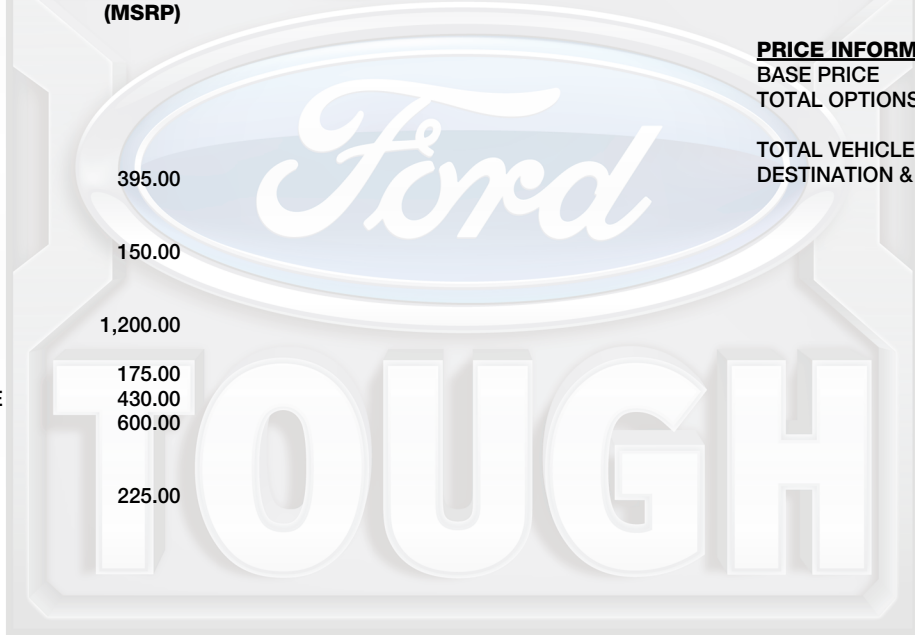 (MSRP)
PRICE INFORM
BASE PRICE
TOTAL OPTIONS
TOTAL VEHICLE
DESTINATION &
395.00
150.00
1,200.00
175.00
E 430.00
600.00
225.00
Ford
TOUGH